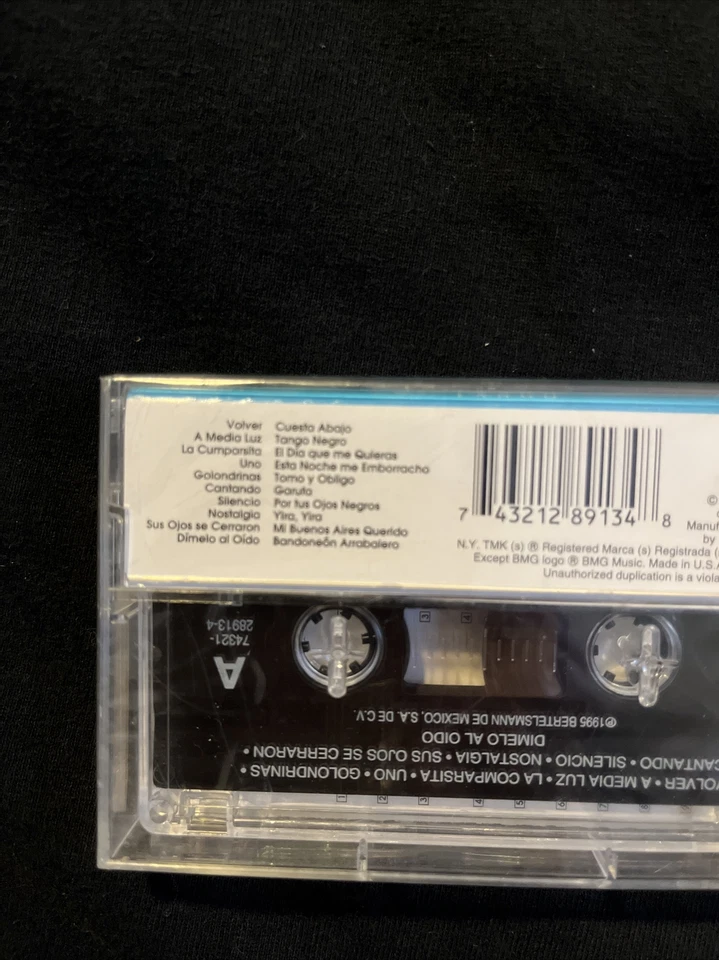 Volver
A Media Luz
La Cumparsita
Uno
Golondrinas
Cantando
Silencio
Nostalgia
Sus Ojos se Cerraron
Dímelo al Oído
Cuesta Abajo
Tango Negro
El Día que me Quieras
Esta Noche me Emborracho
Tomo y Obligo
Garufa
Por tus Ojos Negros
Yira, Yira
Mi Buenos Aires Querido
Bandoneón Arrabalero
7 43212 89134 8
©
Manuf
by
N.Y. TMK (s) ® Registered Marca (s) Registrada (
Except BMG logo ® BMG Music. Made in U.S.A
Unauthorized duplication is a viola
VOLVER • A MEDIA LUZ • LA COMPARSITA • UNO • GOLONDRINAS •
CANTANDO • SILENCIO • NOSTALGIA • SUS OJOS SE CERRARON •
DIMELO AL OIDO
℗1995 BERTELSMANN DE MEXICO, S.A. DE C.V.
A
74321-
28913-4